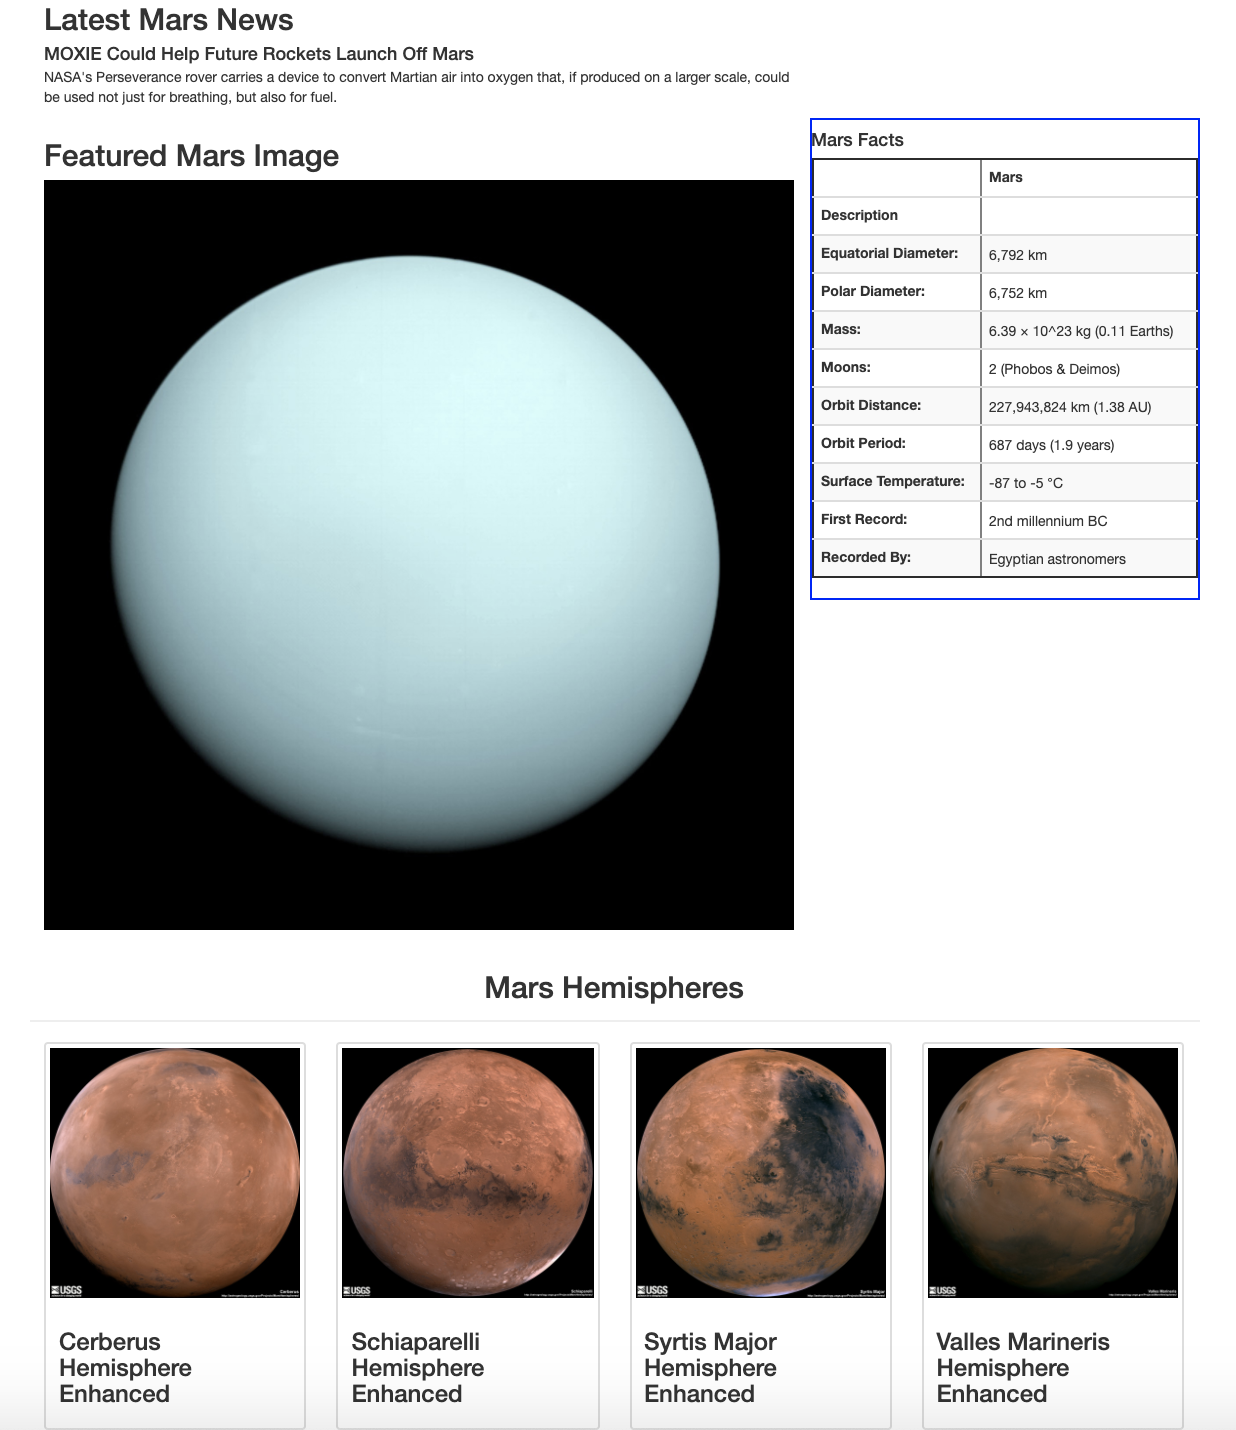 Latest Mars News
MOXIE Could Help Future Rockets Launch Off Mars
NASA's Perseverance rover carries a device to convert Martian air into oxygen that, if produced on a larger scale, could
be used not just for breathing, but also for fuel.
Featured Mars Image
Mars Facts
Mars
Description
Equatorial Diameter: 6,792 km
Polar Diameter: 6,752 km
Mass: 6.39 × 10^23 kg (0.11 Earths)
Moons: 2 (Phobos & Deimos)
Orbit Distance: 227,943,824 km (1.38 AU)
Orbit Period: 687 days (1.9 years)
Surface Temperature: -87 to -5 °C
First Record: 2nd millennium BC
Recorded By: Egyptian astronomers
Mars Hemispheres
USGS
Cerberus
USGS
Schiaparelli
USGS
Syrtis Major
USGS
Valles Marineris
Cerberus
Hemisphere
Enhanced
Schiaparelli
Hemisphere
Enhanced
Syrtis Major
Hemisphere
Enhanced
Valles Marineris
Hemisphere
Enhanced